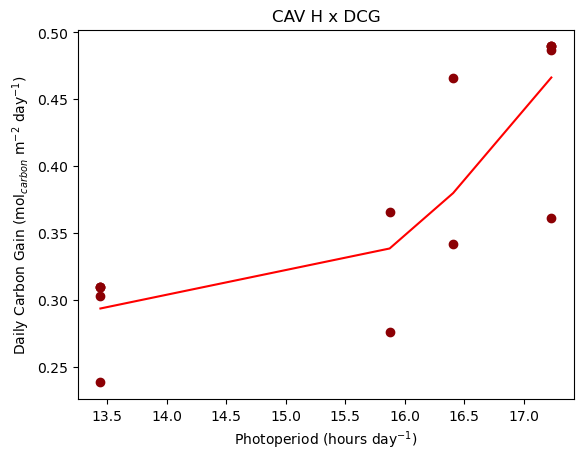 CAV H x DCG
0.50
0.45
0.40
0.35
0.30
0.25
Daily Carbon Gain (mol$_{carbon}$ m$^{-2}$ day$^{-1}$)
13.5 14.0 14.5 15.0 15.5 16.0 16.5 17.0
Photoperiod (hours day$^{-1}$)